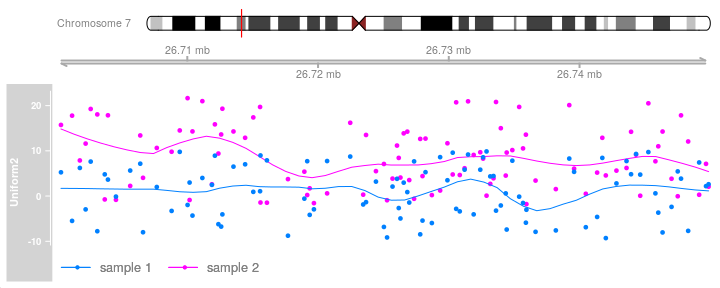 Chromosome 7
26.71 mb
26.73 mb
26.72 mb
26.74 mb
Uniform2
20
10
0
-10
sample 1
sample 2